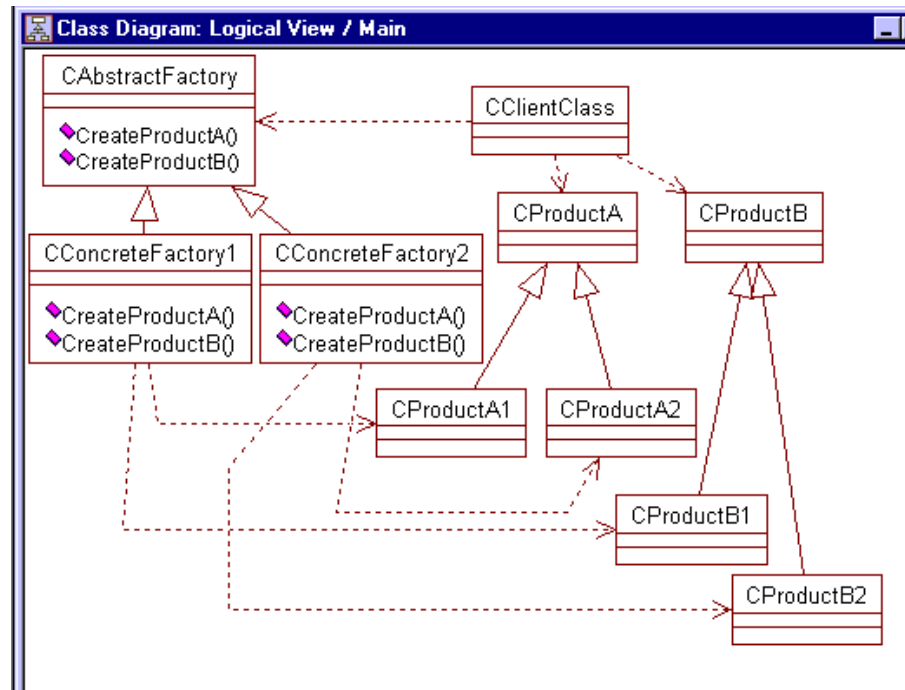 Class Diagram: Logical View / Main
CAbstractFactory
CreateProductA()
CreateProductB()
CClientClass
CProductA
CProductB
CConcreteFactory1
CreateProductA()
CreateProductB()
CConcreteFactory2
CreateProductA()
CreateProductB()
CProductA1
CProductA2
CProductB1
CProductB2